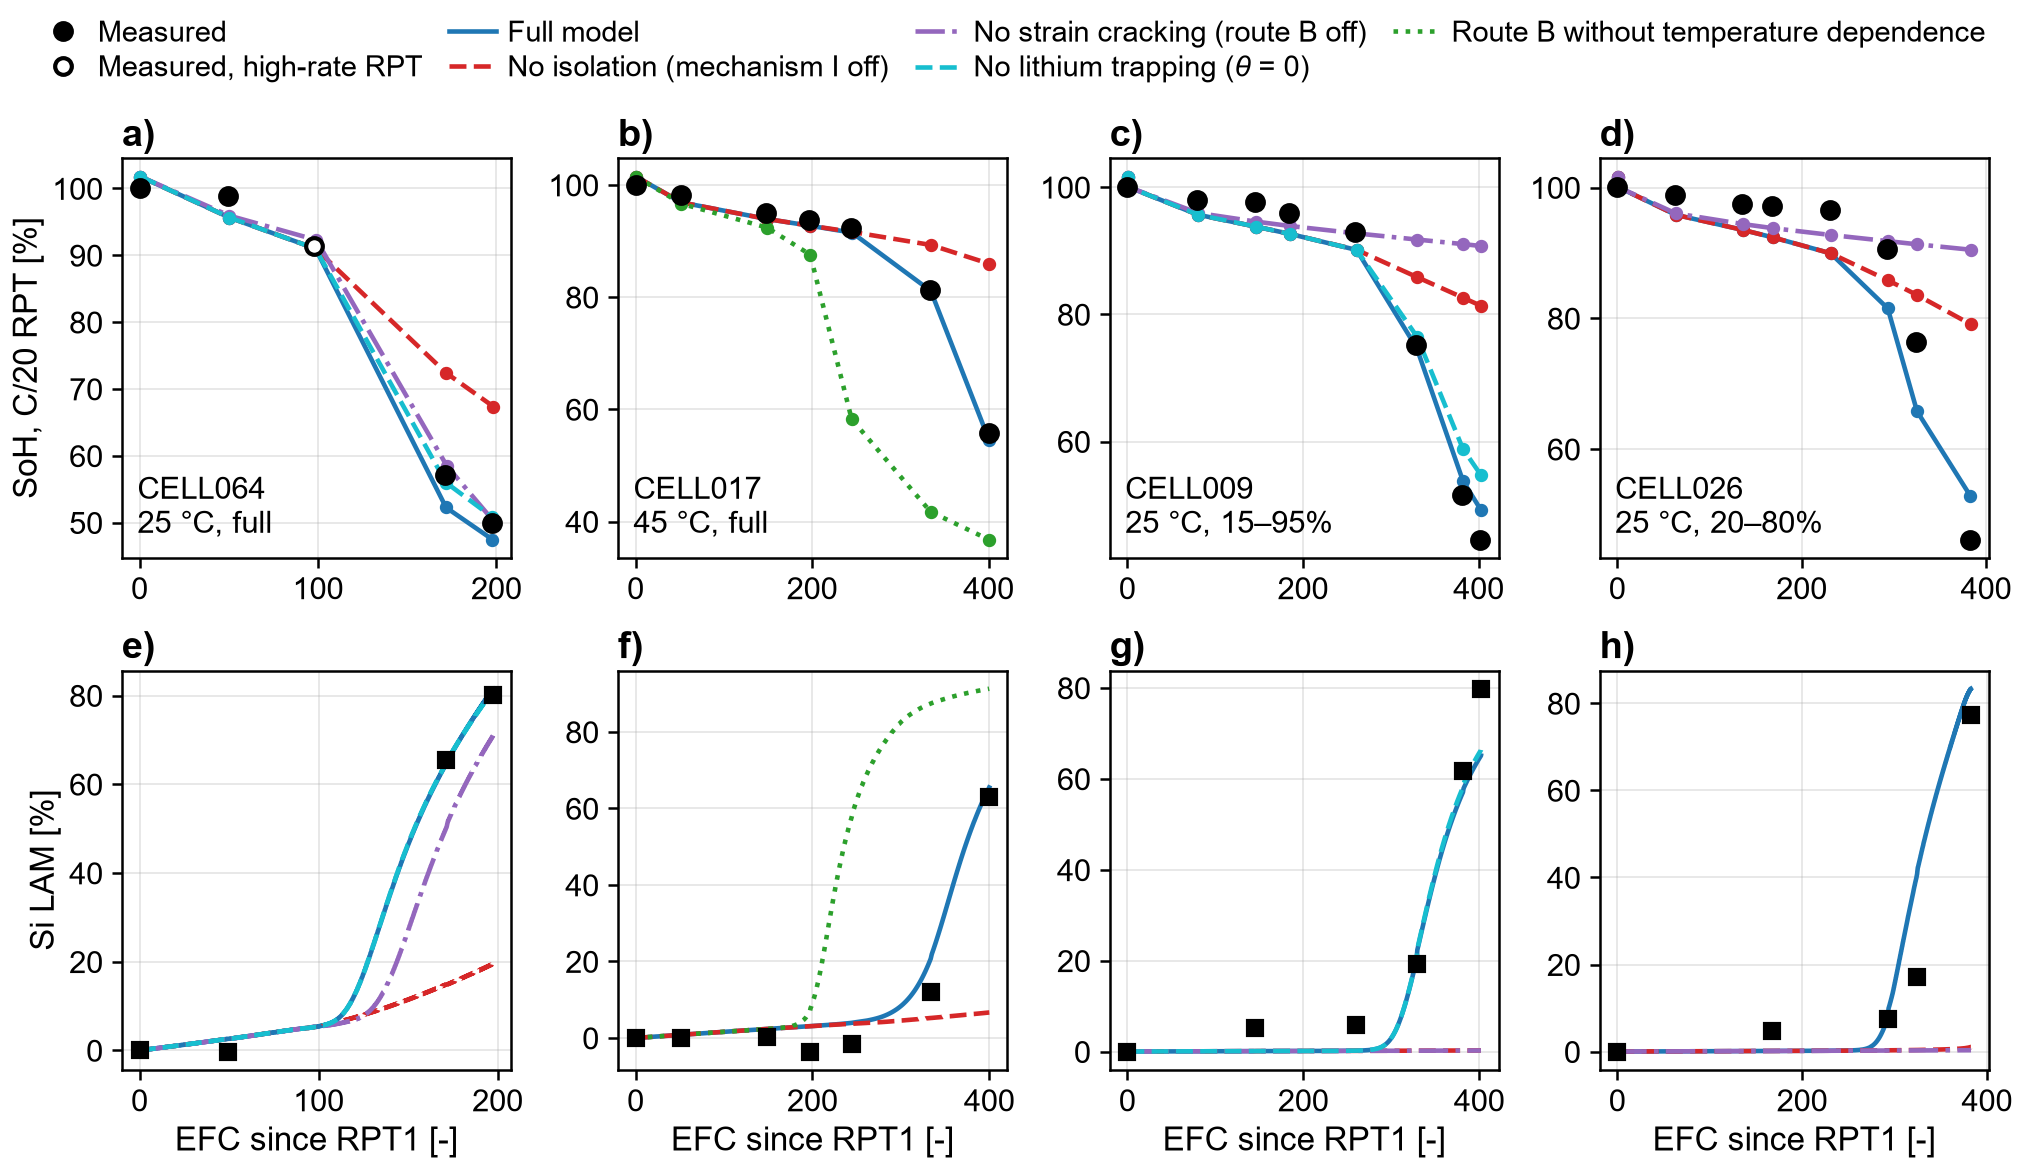 Measured
Full model
No strain cracking (route B off)
Route B without temperature dependence
Measured, high-rate RPT
No isolation (mechanism I off)
No lithium trapping (θ = 0)
a)
b)
c)
d)
SoH, C/20 RPT [%]
100
90
80
70
60
50
0
100
200
CELL064
25 °C, full
100
80
60
40
0
200
400
CELL017
45 °C, full
100
80
60
0
200
400
CELL009
25 °C, 15–95%
100
80
60
0
200
400
CELL026
25 °C, 20–80%
e)
f)
g)
h)
Si LAM [%]
80
60
40
20
0
0
100
200
EFC since RPT1 [-]
80
60
40
20
0
0
200
400
EFC since RPT1 [-]
80
60
40
20
0
0
200
400
EFC since RPT1 [-]
80
60
40
20
0
0
200
400
EFC since RPT1 [-]